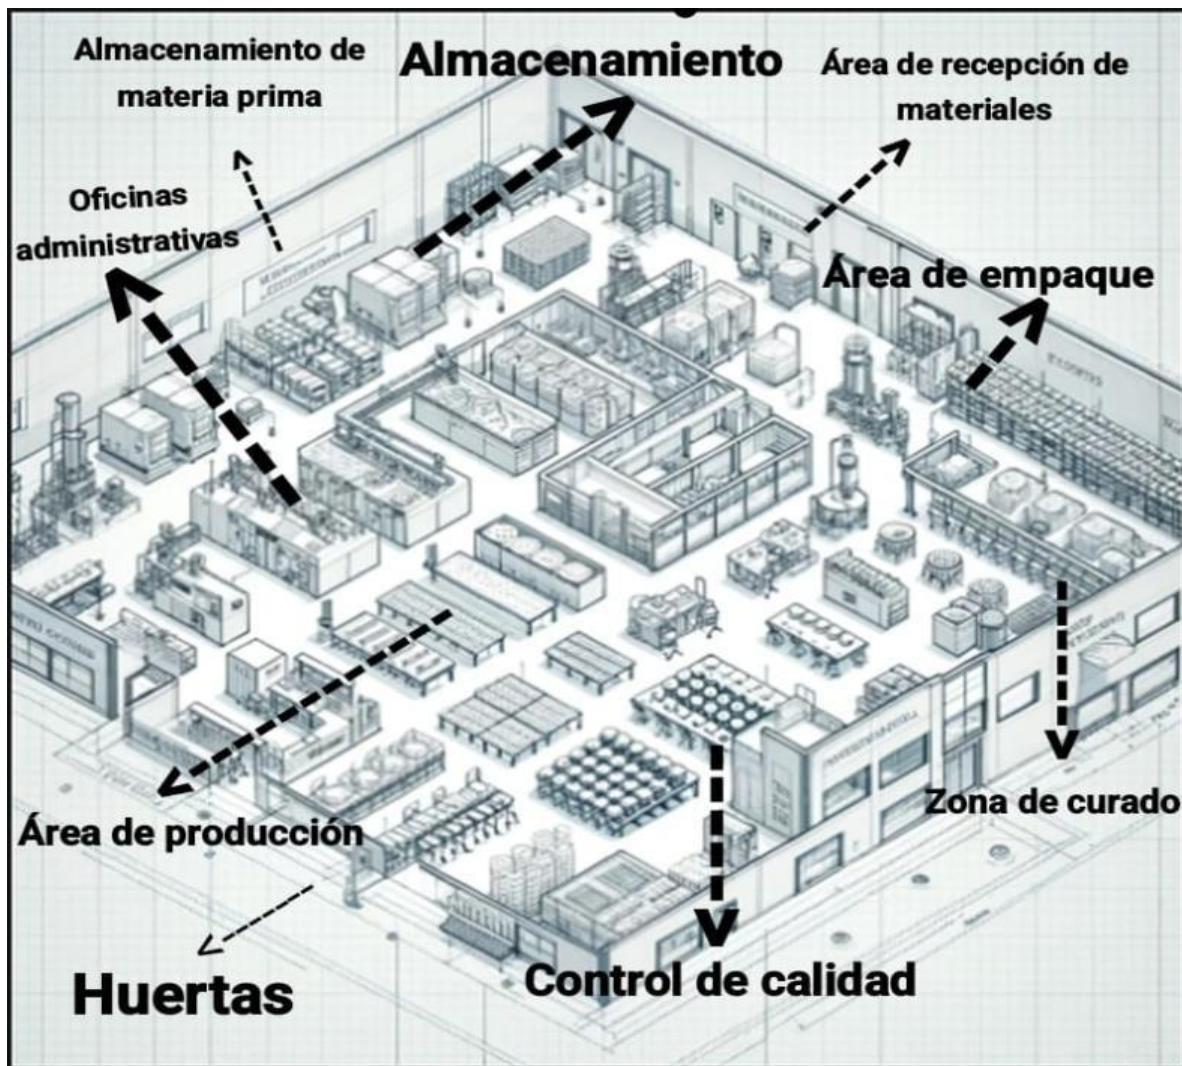 Almacenamiento de
materia prima
Almacenamiento
Área de recepción de
materiales
Oficinas
administrativas
Área de empaque
Zona de curado
Área de producción
Huertas
Control de calidad